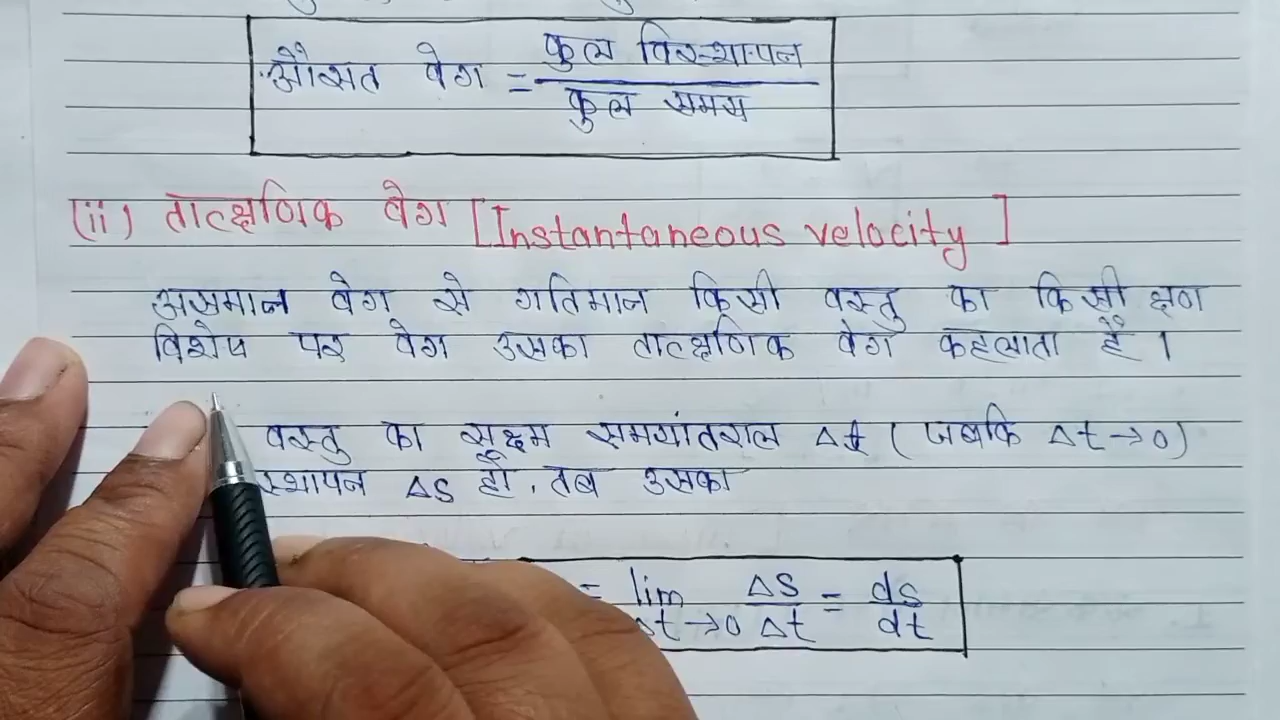 औसत वेग = कुल विस्थापन / कुल समय
(ii) तात्क्षणिक वेग [Instantaneous velocity]
असमान वेग से गतिमान किसी वस्तु का किसी क्षण
विशेष पर वेग उसका तात्क्षणिक वेग कहलाता है।
वस्तु का सूक्ष्म समयांतराल Δt (जबकि Δt→0)
स्थापन Δs हो, तब उसका
= lim Δt→0 Δs/Δt = ds/dt